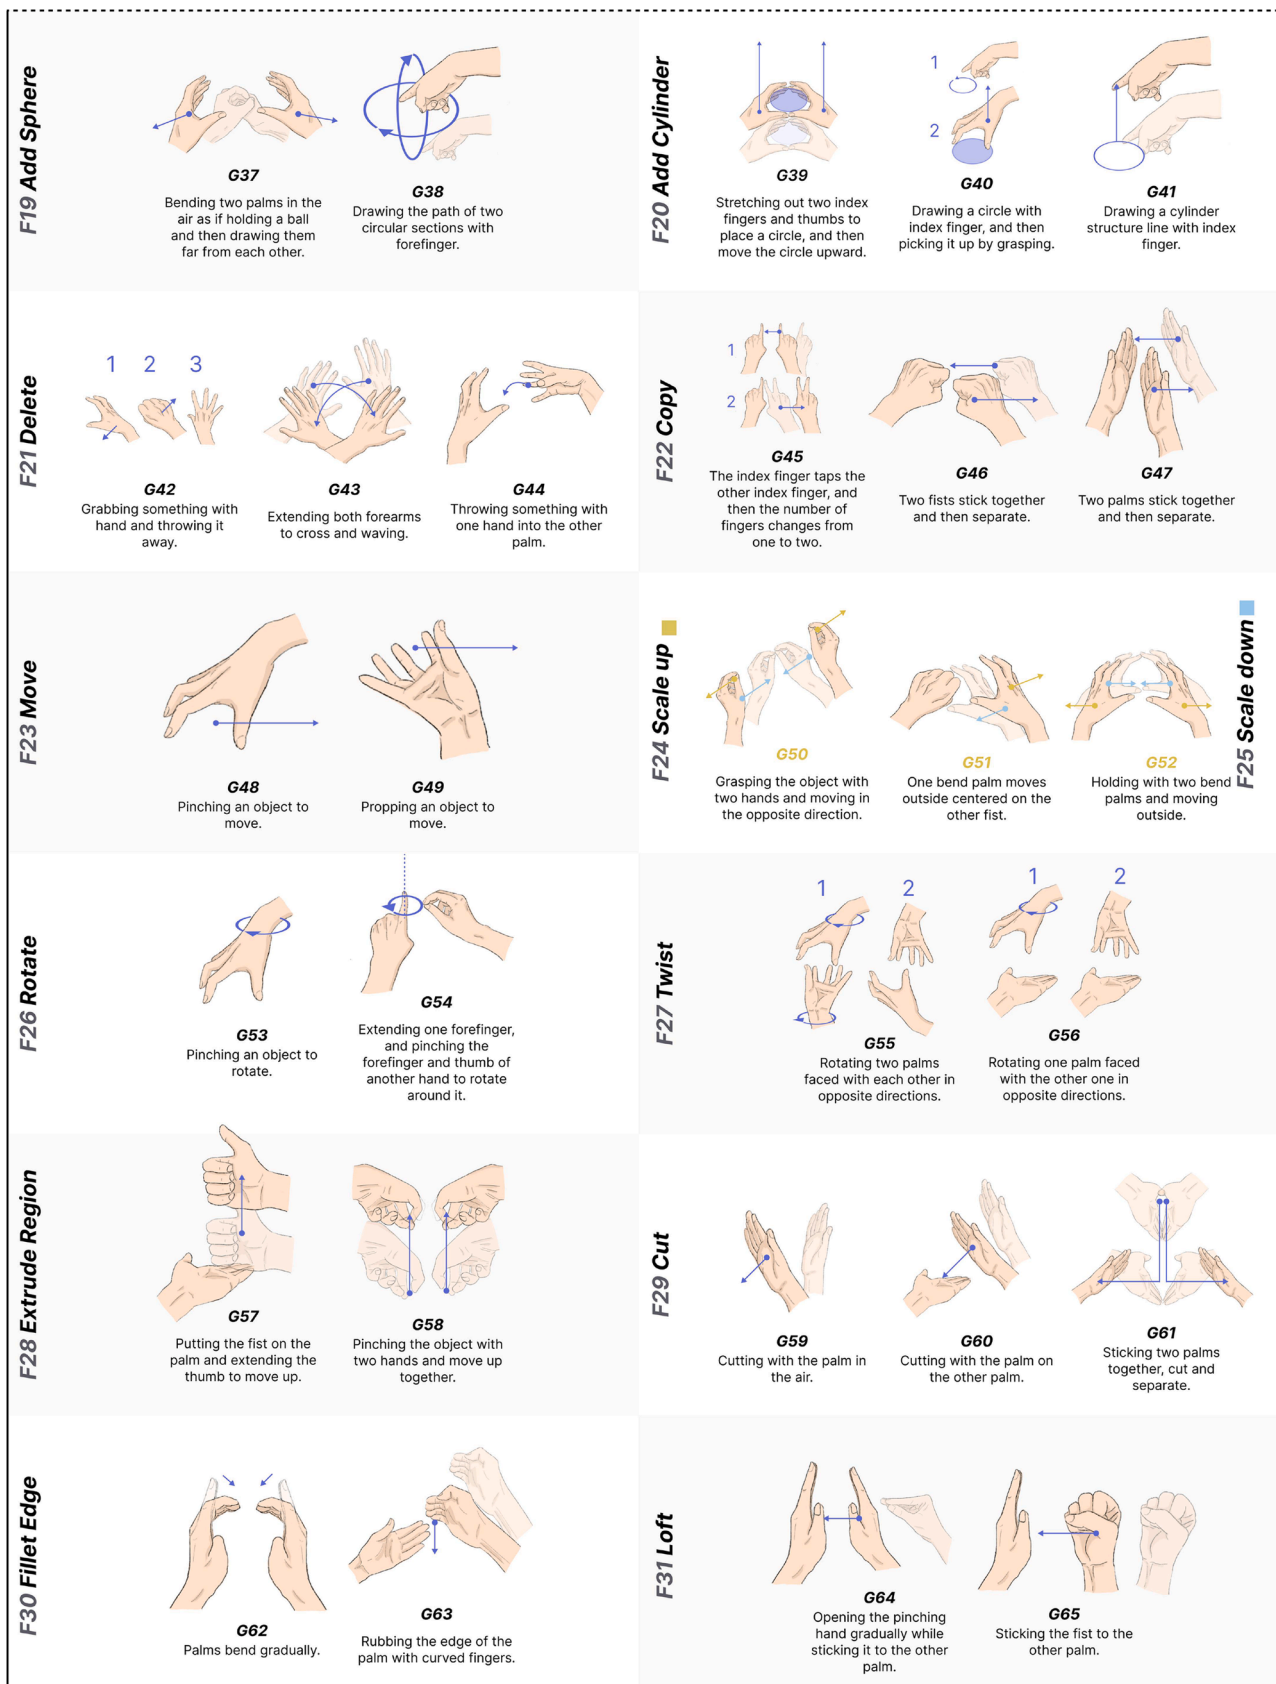 F19 Add Sphere
G37
Bending two palms in the
air as if holding a ball
and then drawing them
far from each other.
G38
Drawing the path of two
circular sections with
forefinger.
F20 Add Cylinder
G39
Stretching out two index
fingers and thumbs to
place a circle, and then
move the circle upward.
1
2
G40
Drawing a circle with
index finger, and then
picking it up by grasping.
G41
Drawing a cylinder
structure line with index
finger.
F21 Delete
1 2 3
G42
Grabbing something with
hand and throwing it
away.
G43
Extending both forearms
to cross and waving.
G44
Throwing something with
one hand into the other
palm.
F22 Copy
1
2
G45
The index finger taps the
other index finger, and
then the number of
fingers changes from
one to two.
G46
Two fists stick together
and then separate.
G47
Two palms stick together
and then separate.
F23 Move
G48
Pinching an object to
move.
G49
Propping an object to
move.
F24 Scale up
G50
Grasping the object with
two hands and moving in
the opposite direction.
G51
One bend palm moves
outside centered on the
other fist.
G52
Holding with two bend
palms and moving
outside.
F25 Scale down
F26 Rotate
G53
Pinching an object to
rotate.
G54
Extending one forefinger,
and pinching the
forefinger and thumb of
another hand to rotate
around it.
F27 Twist
1 2
G55
Rotating two palms
faced with each other in
opposite directions.
1 2
G56
Rotating one palm faced
with the other one in
opposite directions.
F28 Extrude Region
G57
Putting the fist on the
palm and extending the
thumb to move up.
G58
Pinching the object with
two hands and move up
together.
F29 Cut
G59
Cutting with the palm in
the air.
G60
Cutting with the palm on
the other palm.
G61
Sticking two palms
together, cut and
separate.
F30 Fillet Edge
G62
Palms bend gradually.
G63
Rubbing the edge of the
palm with curved fingers.
F31 Loft
G64
Opening the pinching
hand gradually while
sticking it to the other
palm.
G65
Sticking the fist to the
other palm.